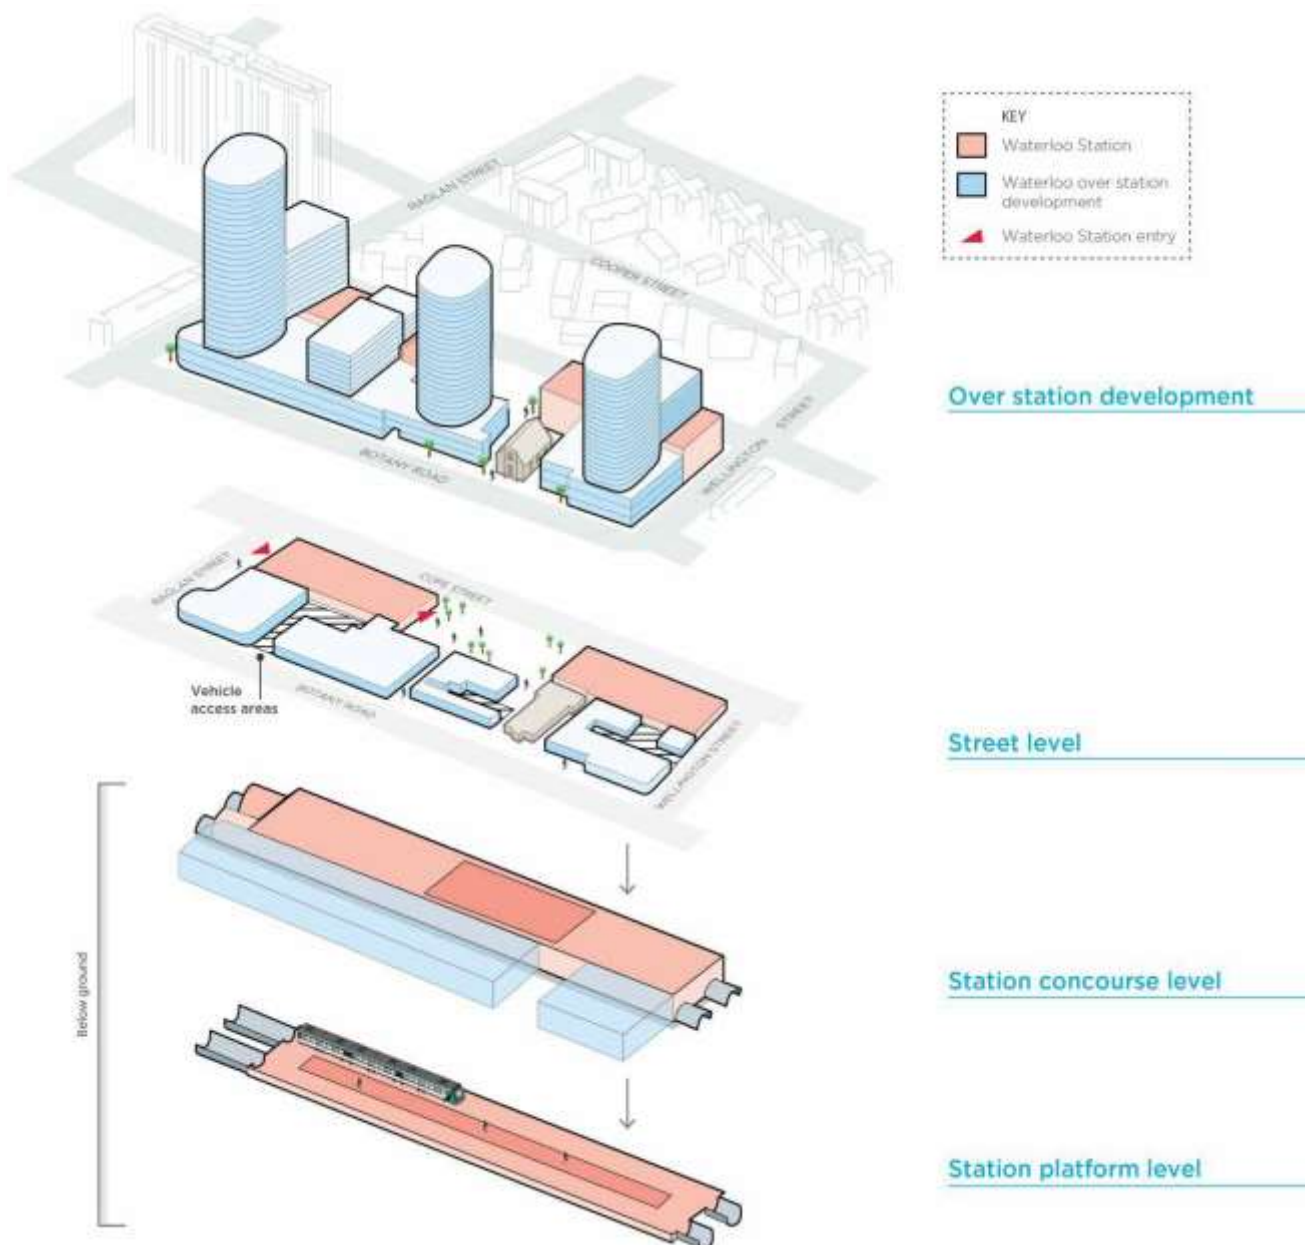 KEY
Waterloo Station
Waterloo over station
development
Waterloo Station entry
RAGLAN STREET
COOPER STREET
BOTANY ROAD
WELLINGTON STREET
Over station development
RAGLAN STREET
COPE STREET
Vehicle
access areas
BOTANY ROAD
WELLINGTON STREET
Street level
Below ground
Station concourse level
Station platform level